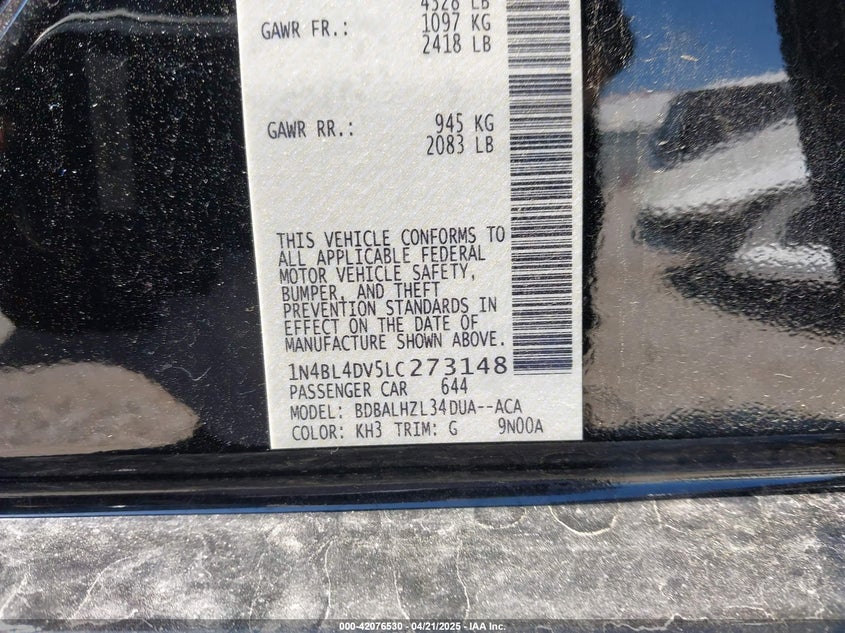 4328 LB
GAWR FR.: 1097 KG
2418 LB
GAWR RR.: 945 KG
2083 LB
THIS VEHICLE CONFORMS TO
ALL APPLICABLE FEDERAL
MOTOR VEHICLE SAFETY,
BUMPER, AND THEFT
PREVENTION STANDARDS IN
EFFECT ON THE DATE OF
MANUFACTURE SHOWN ABOVE.
1N4BL4DV5LC273148
PASSENGER CAR 644
MODEL: BDBALHZL34DUA--ACA
COLOR: KH3 TRIM: G 9N00A
000-42076530 - 04/21/2025 - IAA Inc.